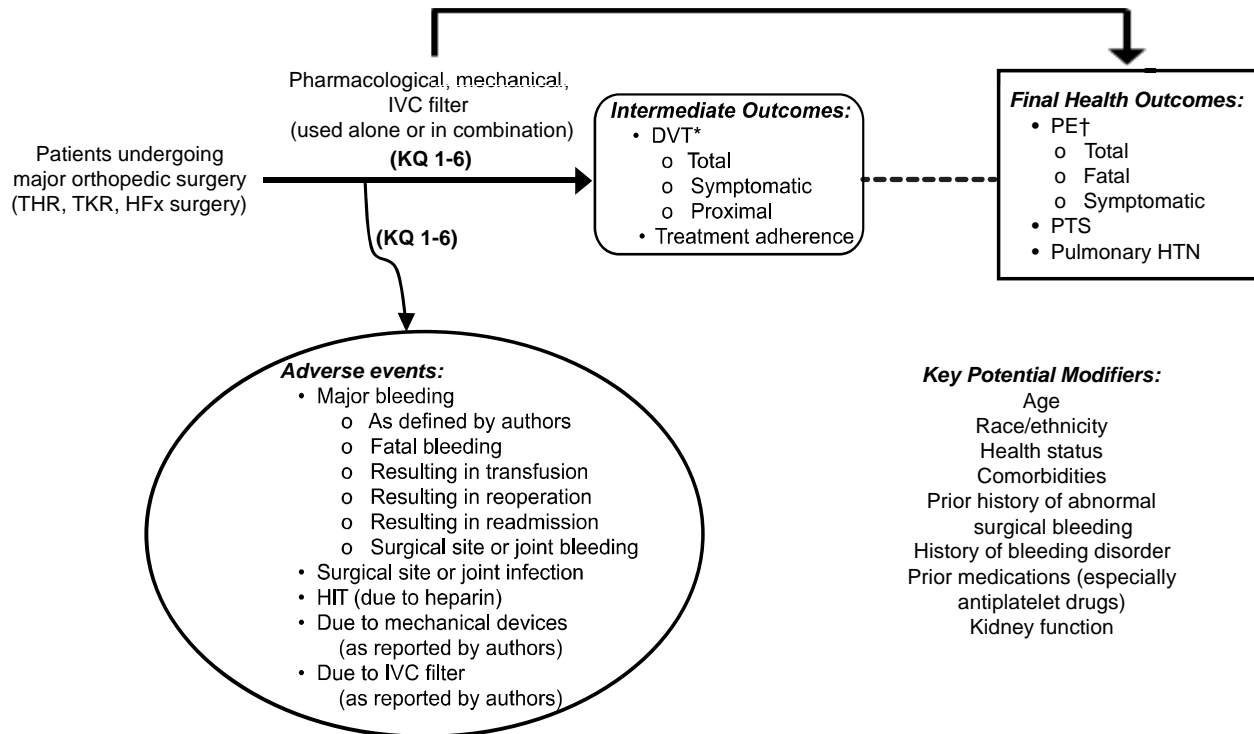 Pharmacological, mechanical,
IVC filter
(used alone or in combination)
(KQ 1-6)
Patients undergoing
major orthopedic surgery
(THR, TKR, HFx surgery)
(KQ 1-6)
Intermediate Outcomes:
• DVT*
o Total
o Symptomatic
o Proximal
• Treatment adherence
Final Health Outcomes:
• PE†
o Total
o Fatal
o Symptomatic
• PTS
• Pulmonary HTN
Adverse events:
• Major bleeding
o As defined by authors
o Fatal bleeding
o Resulting in transfusion
o Resulting in reoperation
o Resulting in readmission
o Surgical site or joint bleeding
• Surgical site or joint infection
• HIT (due to heparin)
• Due to mechanical devices
(as reported by authors)
• Due to IVC filter
(as reported by authors)
Key Potential Modifiers:
Age
Race/ethnicity
Health status
Comorbidities
Prior history of abnormal
surgical bleeding
History of bleeding disorder
Prior medications (especially
antiplatelet drugs)
Kidney function